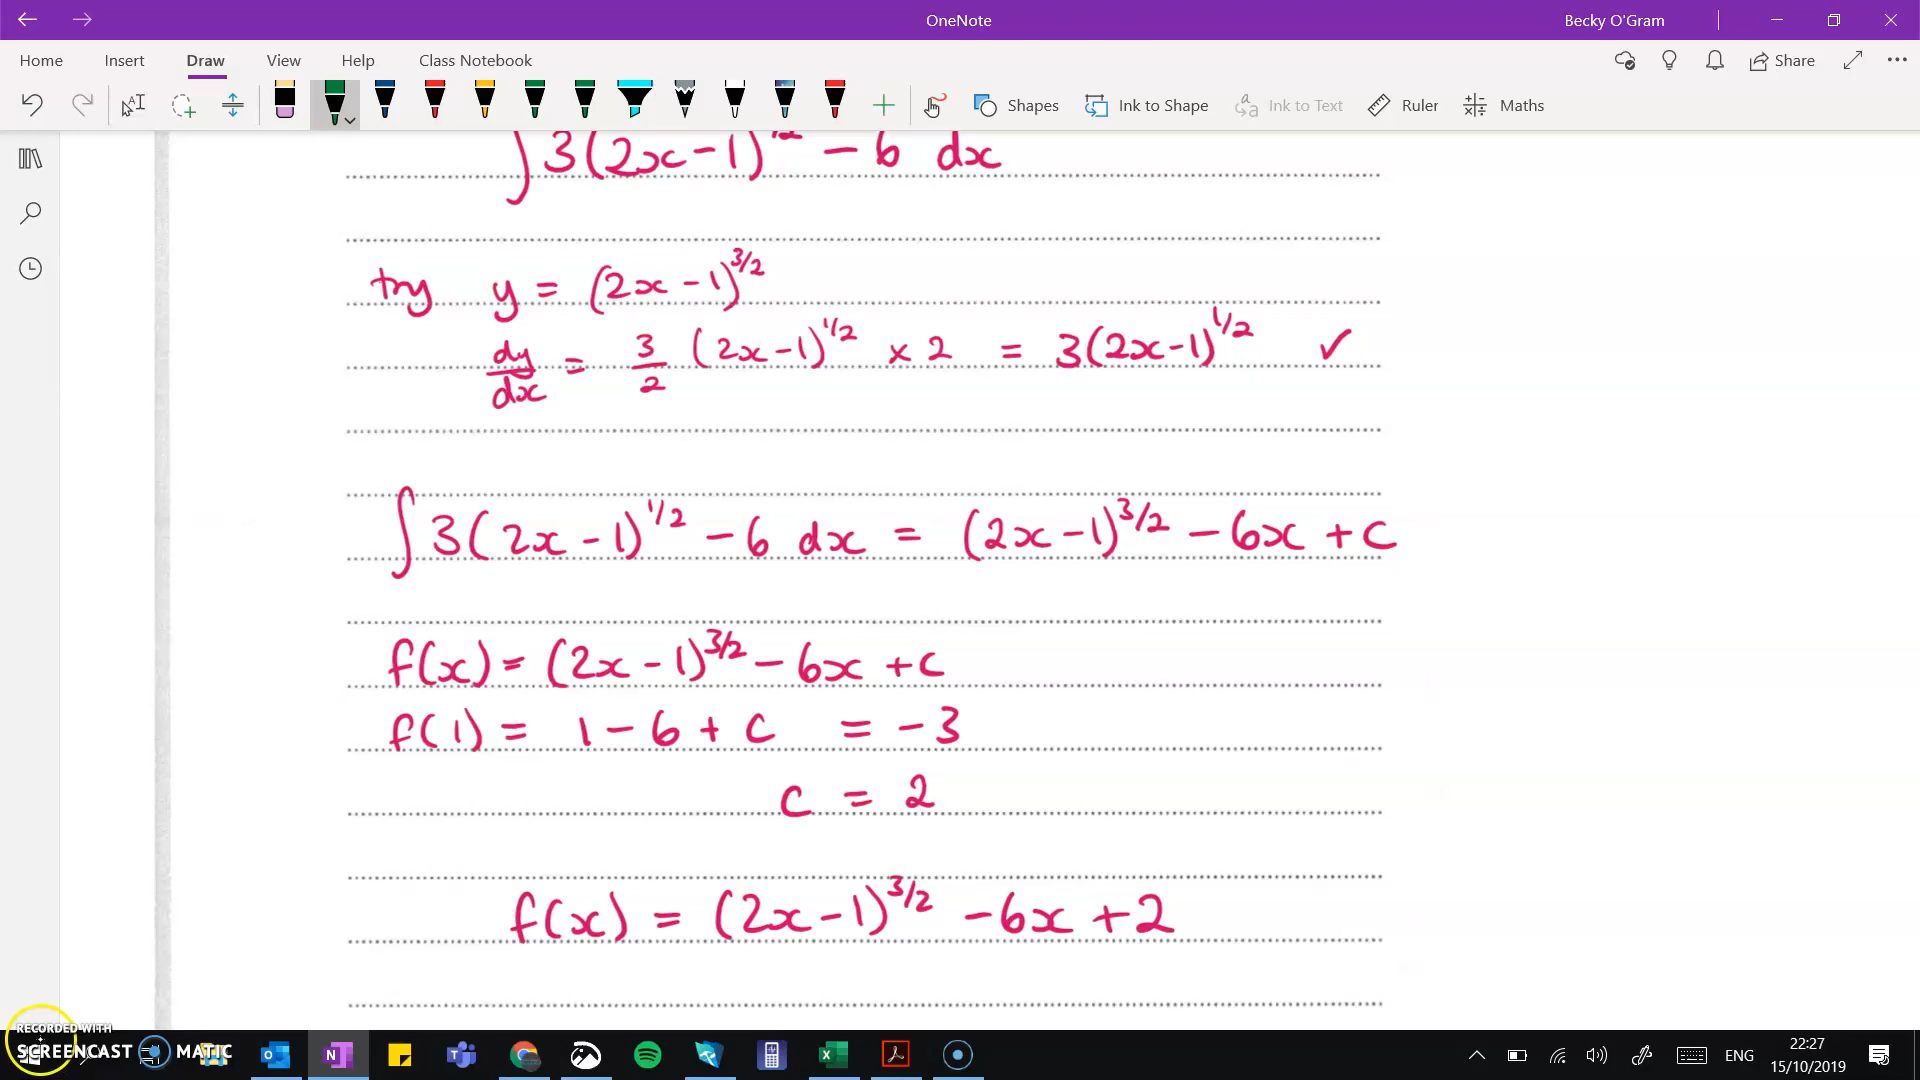 OneNote
Becky O'Gram
Home Insert Draw View Help Class Notebook Share
Shapes Ink to Shape Ink to Text Ruler Maths
∫ 3(2x-1)^1/2 - 6 dx
try y = (2x-1)^3/2
dy/dx = 3/2 (2x-1)^1/2 × 2 = 3(2x-1)^1/2 ✓
∫ 3(2x-1)^1/2 - 6 dx = (2x-1)^3/2 - 6x + c
f(x) = (2x-1)^3/2 - 6x + c
f(1) = 1 - 6 + c = -3
c = 2
f(x) = (2x-1)^3/2 - 6x + 2
RECORDED WITH
SCREENCAST MATIC
ENG
22:27
15/10/2019